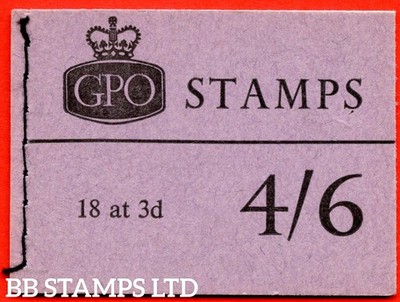 GPO STAMPS
18 at 3d 4/6
BB STAMPS LTD